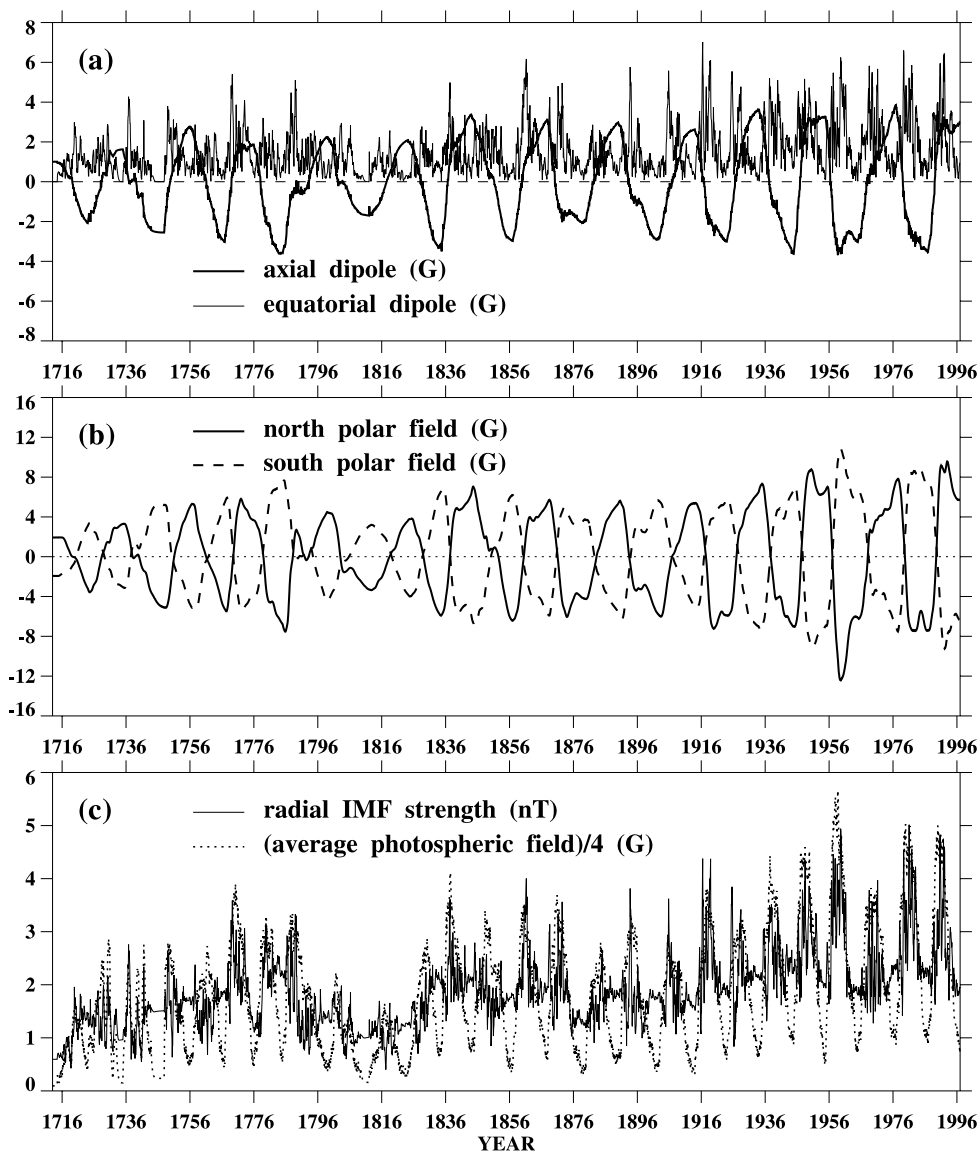 8
6
4
2
0
-2
-4
-6
-8
(a)
axial dipole (G)
equatorial dipole (G)
1716 1736 1756 1776 1796 1816 1836 1856 1876 1896 1916 1936 1956 1976 1996
16
12
8
4
0
-4
-8
-12
-16
(b)
north polar field (G)
south polar field (G)
1716 1736 1756 1776 1796 1816 1836 1856 1876 1896 1916 1936 1956 1976 1996
6
5
4
3
2
1
0
(c)
radial IMF strength (nT)
(average photospheric field)/4 (G)
1716 1736 1756 1776 1796 1816 1836 1856 1876 1896 1916 1936 1956 1976 1996
YEAR